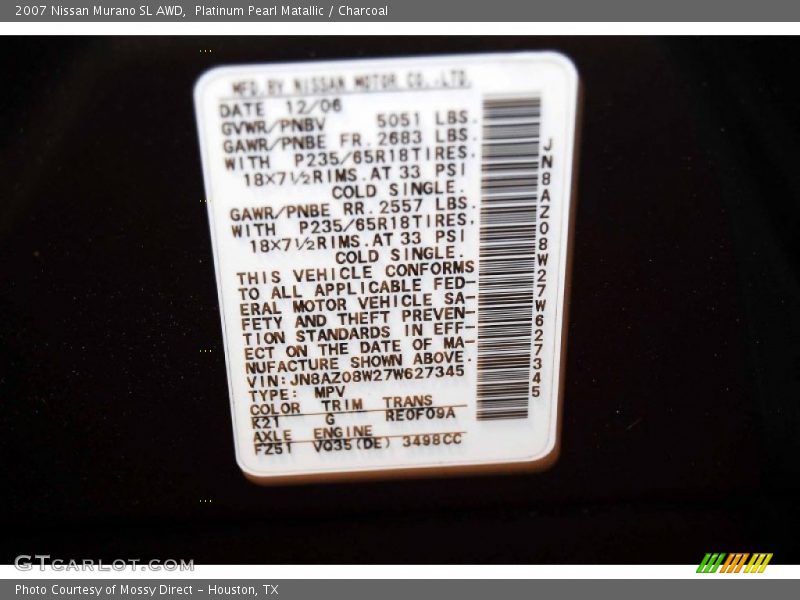 2007 Nissan Murano SL AWD,  Platinum Pearl Matallic / Charcoal
MFD.BY NISSAN MOTOR CO.,LTD.
DATE 12/06
GVWR/PNBV 5051 LBS.
GAWR/PNBE FR.2683 LBS.
WITH P235/65R18TIRES.
18×7½RIMS.AT 33 PSI
COLD SINGLE.
GAWR/PNBE RR.2557 LBS.
WITH P235/65R18TIRES.
18×7½RIMS.AT 33 PSI
COLD SINGLE.
THIS VEHICLE CONFORMS
TO ALL APPLICABLE FED-
ERAL MOTOR VEHICLE SA-
FETY AND THEFT PREVEN-
TION STANDARDS IN EFF-
ECT ON THE DATE OF MA-
NUFACTURE SHOWN ABOVE.
VIN:JN8AZ08W27W627345
TYPE: MPV
COLOR TRIM TRANS
K21 G RE0F09A
AXLE ENGINE
FZ51 VQ35(DE) 3498CC
JN8AZ08W27W627345
GTCARLOT.COM
Photo Courtesy of Mossy Direct - Houston, TX